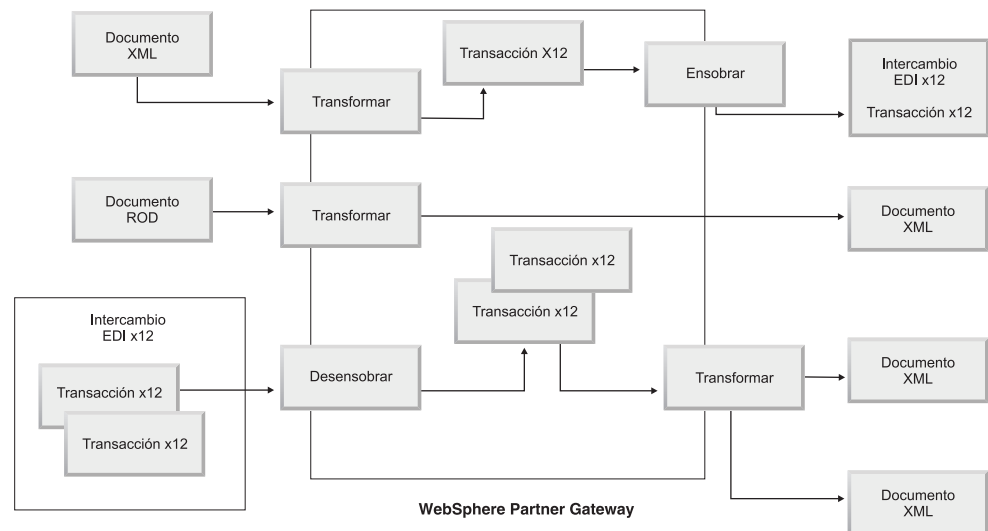 Documento
XML
Transformar
Transacción X12
Ensobrar
Intercambio
EDI x12
Transacción x12
Documento
ROD
Transformar
Documento
XML
Transacción x12
Transacción x12
Intercambio
EDI x12
Transacción x12
Transacción x12
Desensobrar
Transformar
Documento
XML
Documento
XML
WebSphere Partner Gateway